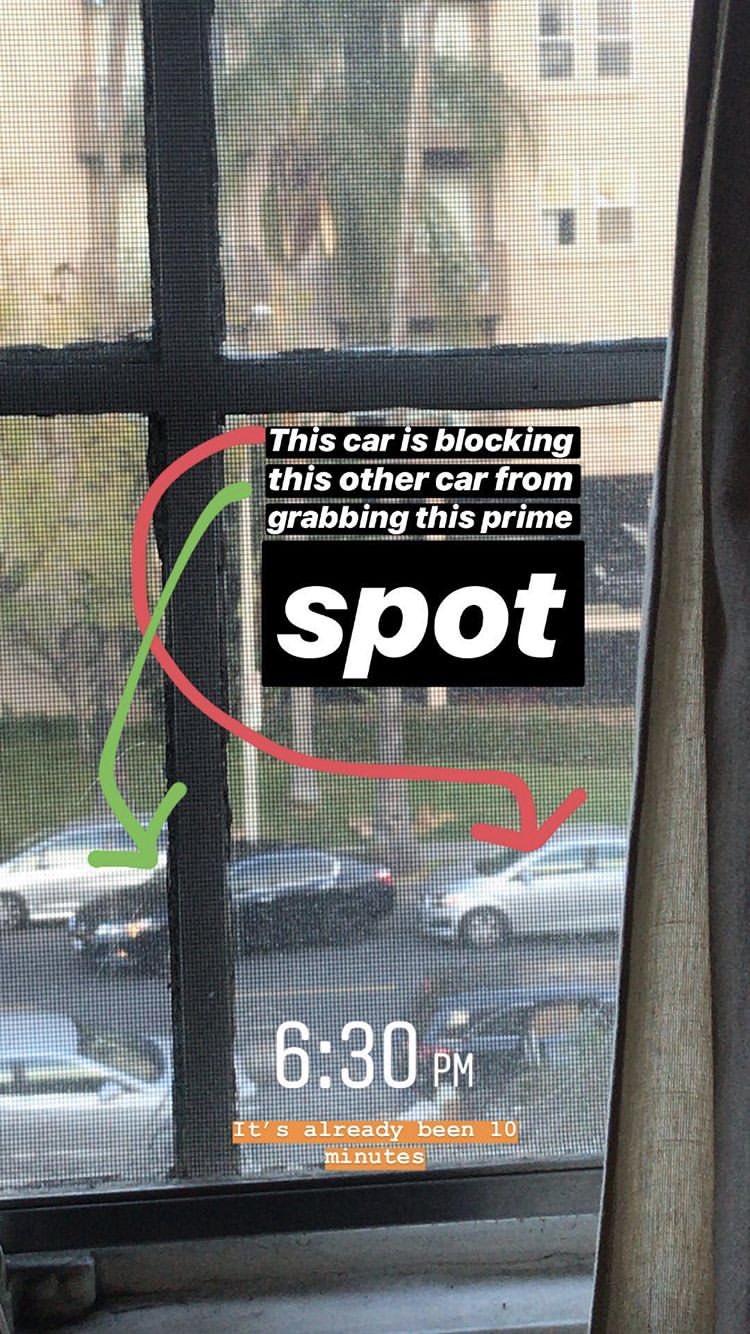 This car is blocking
this other car from
grabbing this prime
spot
6:30 PM
It's already been 10
minutes